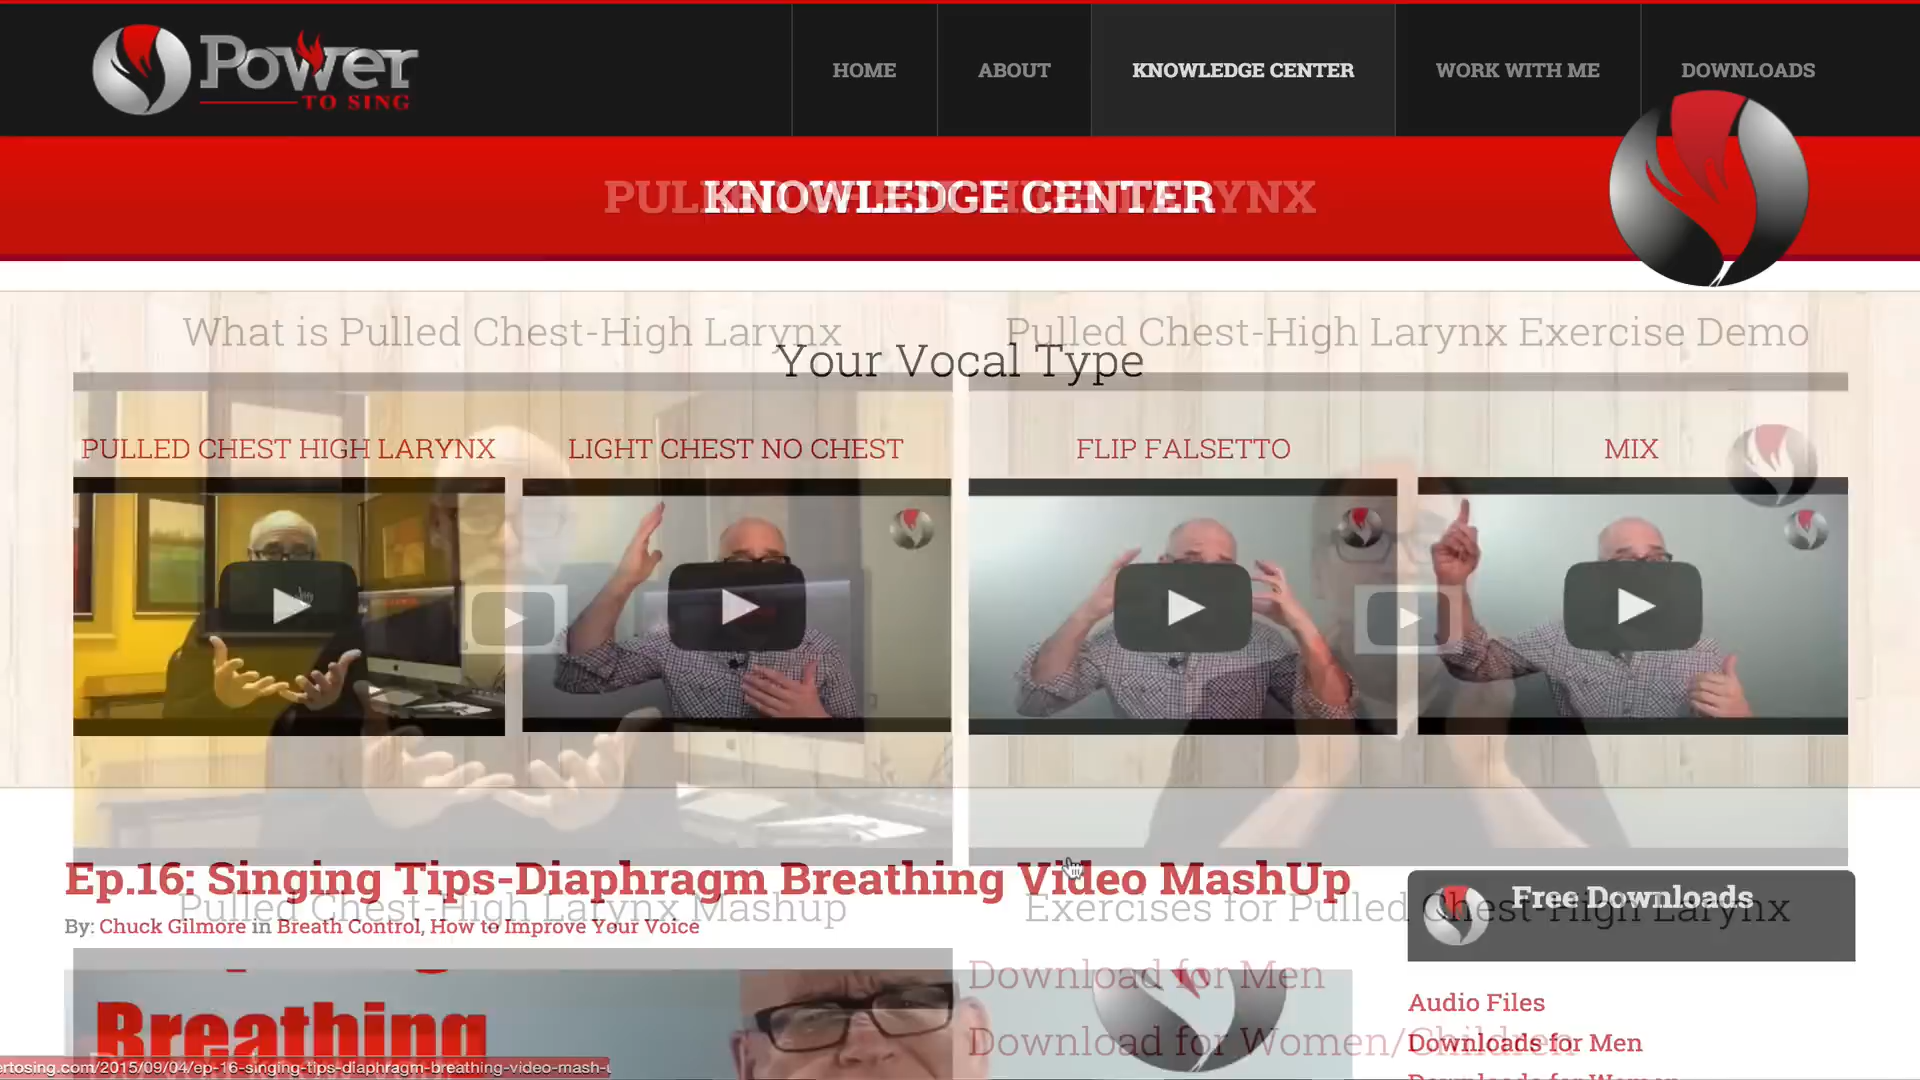 Power
TO SING
HOME
ABOUT
KNOWLEDGE CENTER
WORK WITH ME
DOWNLOADS
KNOWLEDGE CENTER
What is Pulled Chest-High Larynx
Pulled Chest-High Larynx Exercise Demo
Your Vocal Type
PULLED CHEST HIGH LARYNX
LIGHT CHEST NO CHEST
FLIP FALSETTO
MIX
Ep.16: Singing Tips-Diaphragm Breathing Video MashUp
Pulled Chest-High Larynx Mashup
Exercises for Pulled Chest-High Larynx
Free Downloads
By: Chuck Gilmore in Breath Control, How to Improve Your Voice
Download for Men
Breathing
Audio Files
Download for Women/Children
Downloads for Men
ertosing.com/2015/09/04/ep-16-singing-tips-diaphragm-breathing-video-mash-u